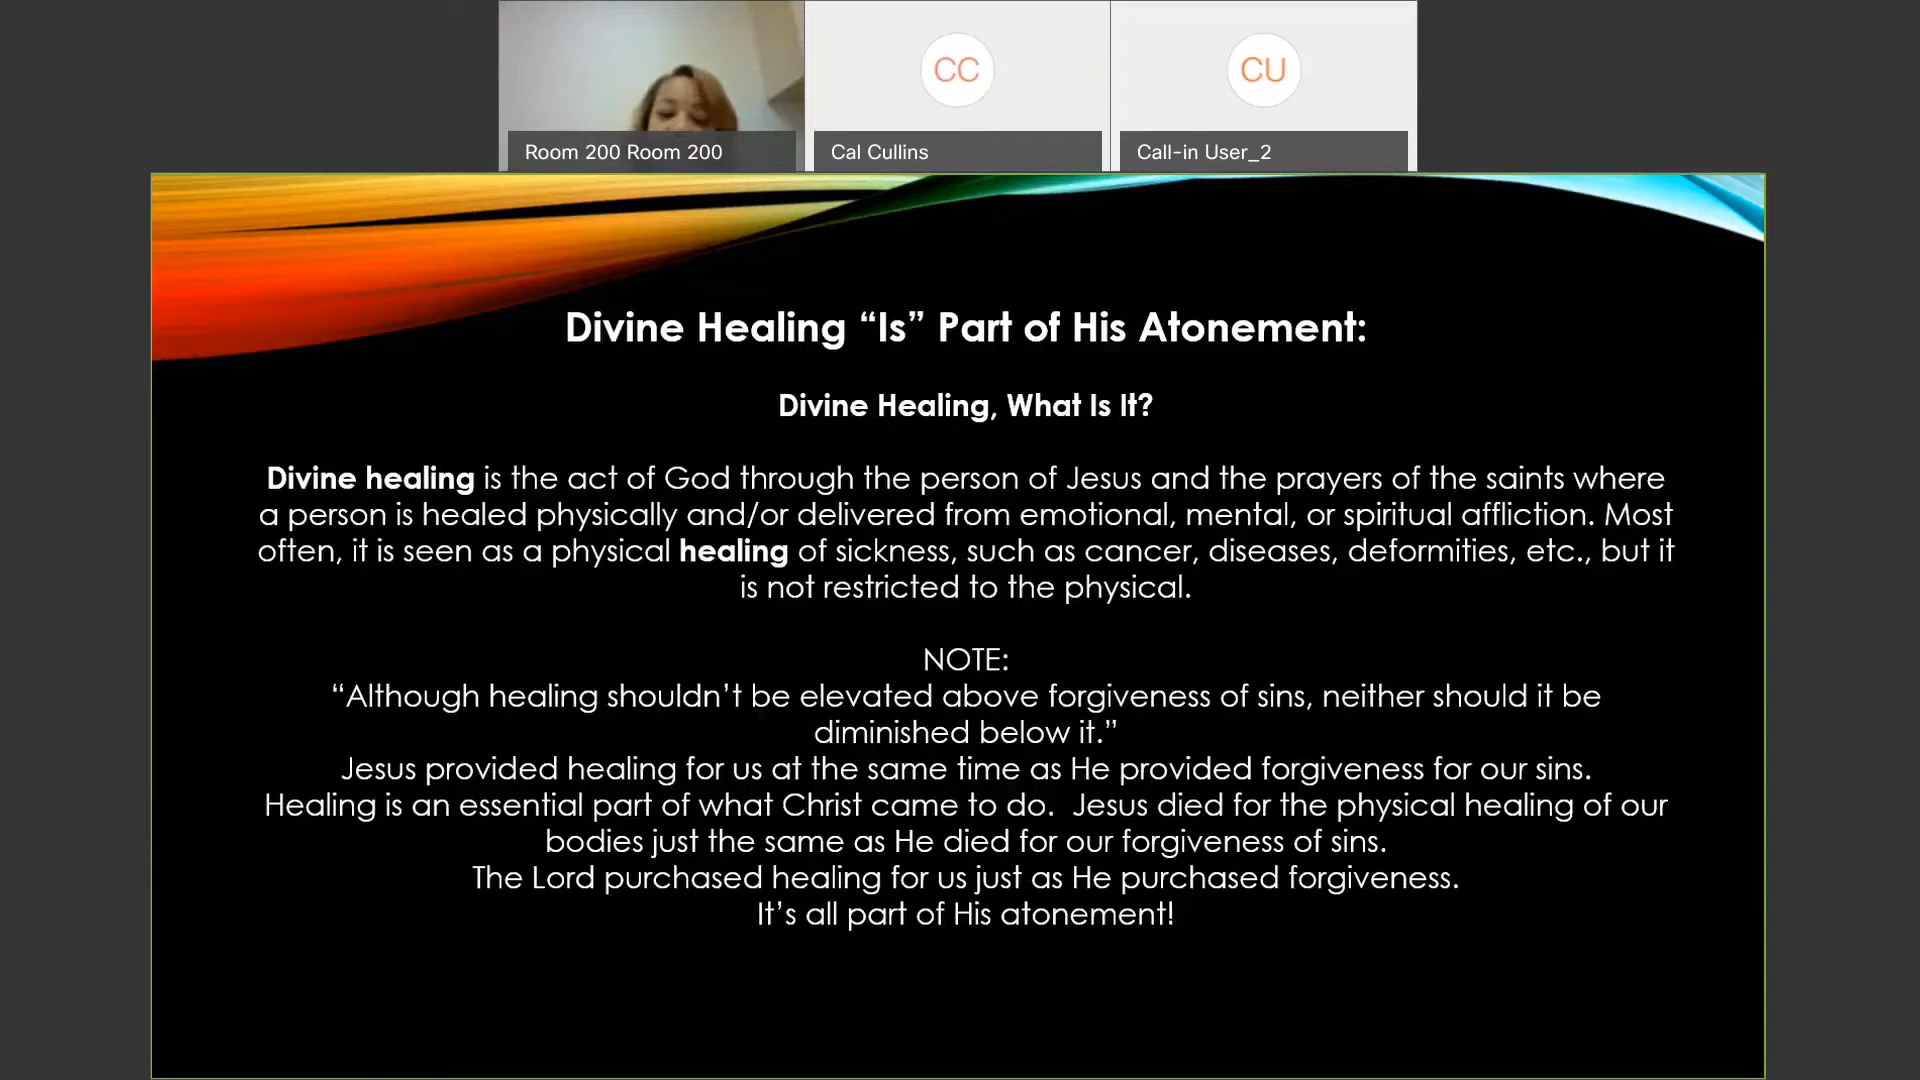 CC
CU
Room 200 Room 200
Cal Cullins
Call-in User_2
Divine Healing “Is” Part of His Atonement:
Divine Healing, What Is It?
Divine healing is the act of God through the person of Jesus and the prayers of the saints where
a person is healed physically and/or delivered from emotional, mental, or spiritual affliction. Most
often, it is seen as a physical healing of sickness, such as cancer, diseases, deformities, etc., but it
is not restricted to the physical.
NOTE:
“Although healing shouldn’t be elevated above forgiveness of sins, neither should it be
diminished below it.”
Jesus provided healing for us at the same time as He provided forgiveness for our sins.
Healing is an essential part of what Christ came to do.  Jesus died for the physical healing of our
bodies just the same as He died for our forgiveness of sins.
The Lord purchased healing for us just as He purchased forgiveness.
It’s all part of His atonement!